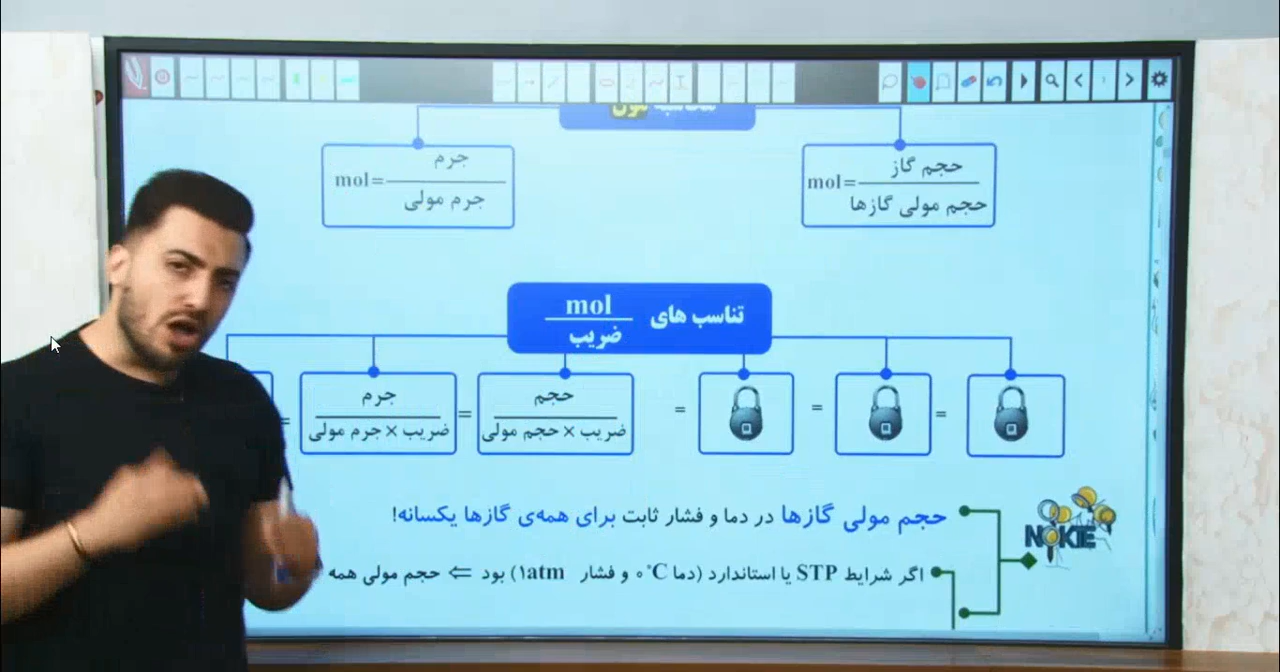 محاسبه مول
mol= حجم گاز / حجم مولی گازها
mol= جرم / جرم مولی
تناسب های mol / ضریب
= = = حجم / ضریب × حجم مولی = جرم / ضریب × جرم مولی =
حجم مولی گازها در دما و فشار ثابت برای همه‌ی گازها یکسانه!
NOKTE
اگر شرایط STP یا استاندارد (دما ۰°C و فشار ۱atm) بود ⇐ حجم مولی همه